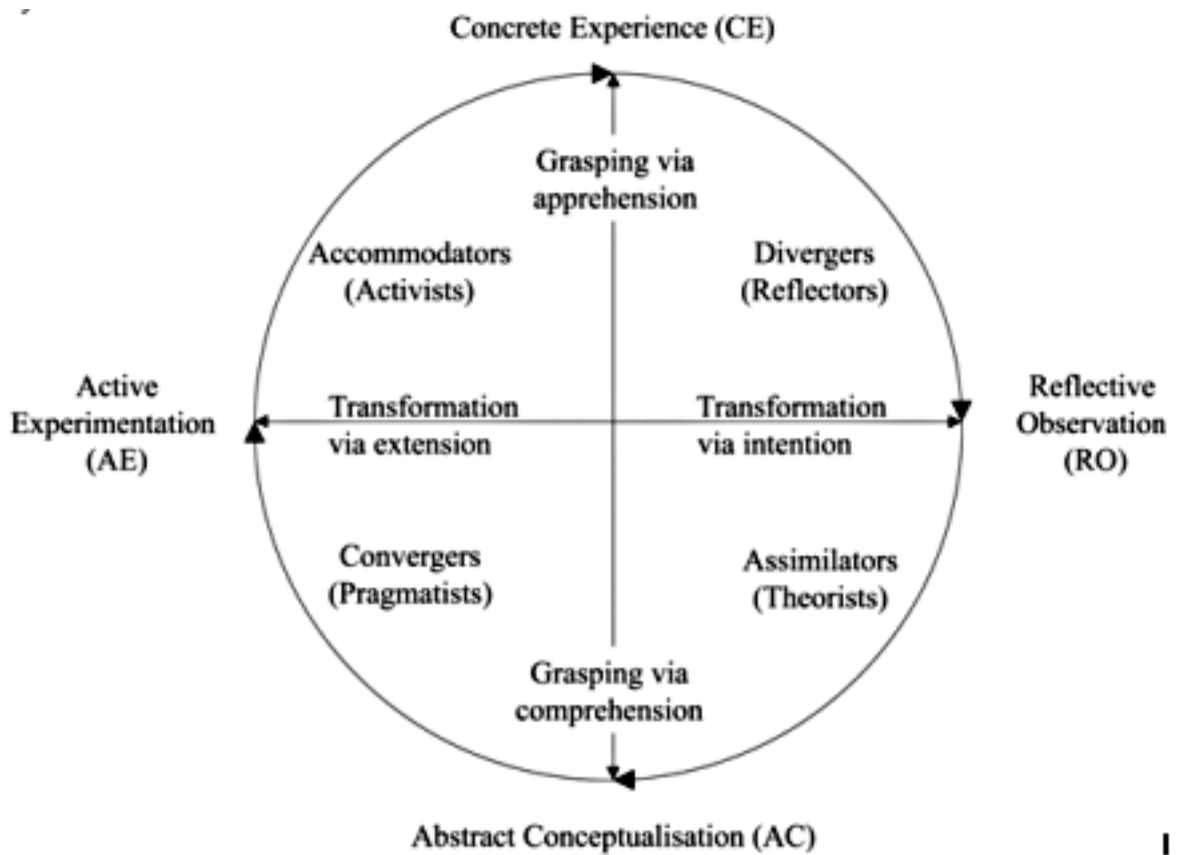 Concrete Experience (CE)
Grasping via
apprehension
Accommodators
(Activists)
Divergers
(Reflectors)
Active
Experimentation
(AE)
Transformation
via extension
Transformation
via intention
Reflective
Observation
(RO)
Convergers
(Pragmatists)
Assimilators
(Theorists)
Grasping via
comprehension
Abstract Conceptualisation (AC)